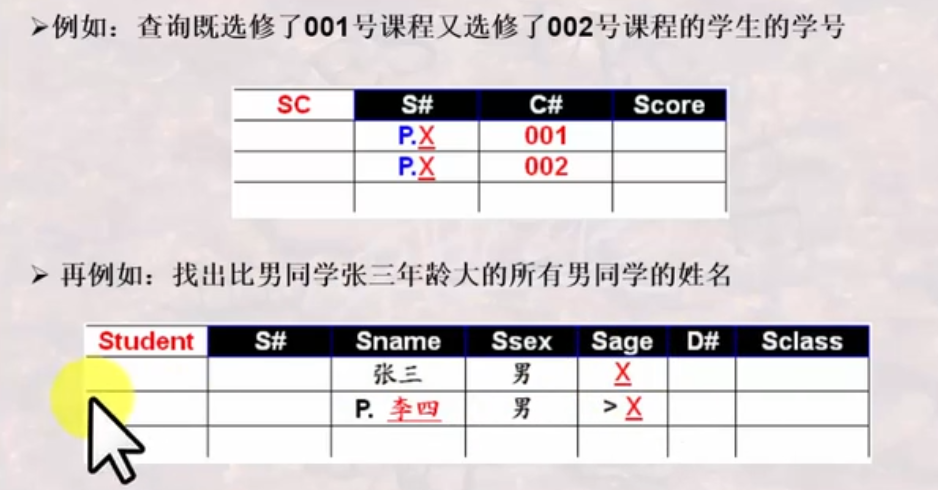 ➢例如：查询既选修了001号课程又选修了002号课程的学生的学号
SC S# C# Score
P.X 001
P.X 002
➢ 再例如：找出比男同学张三年龄大的所有男同学的姓名
Student S# Sname Ssex Sage D# Sclass
张三 男 X
P. 李四 男 > X